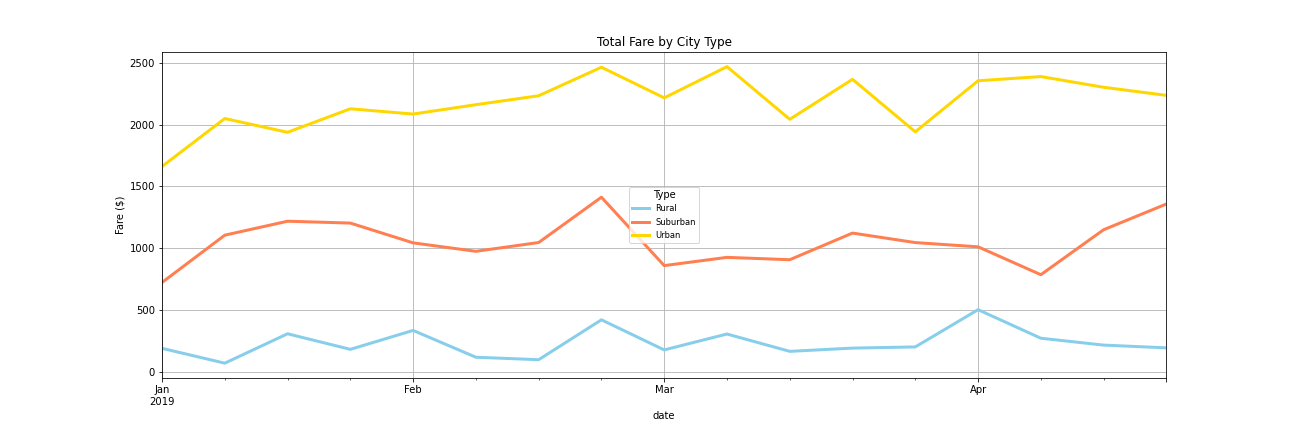 Total Fare by City Type
Fare ($)
2500
2000
1500
1000
500
0
Type
Rural
Suburban
Urban
Jan Feb Mar Apr
2019
date